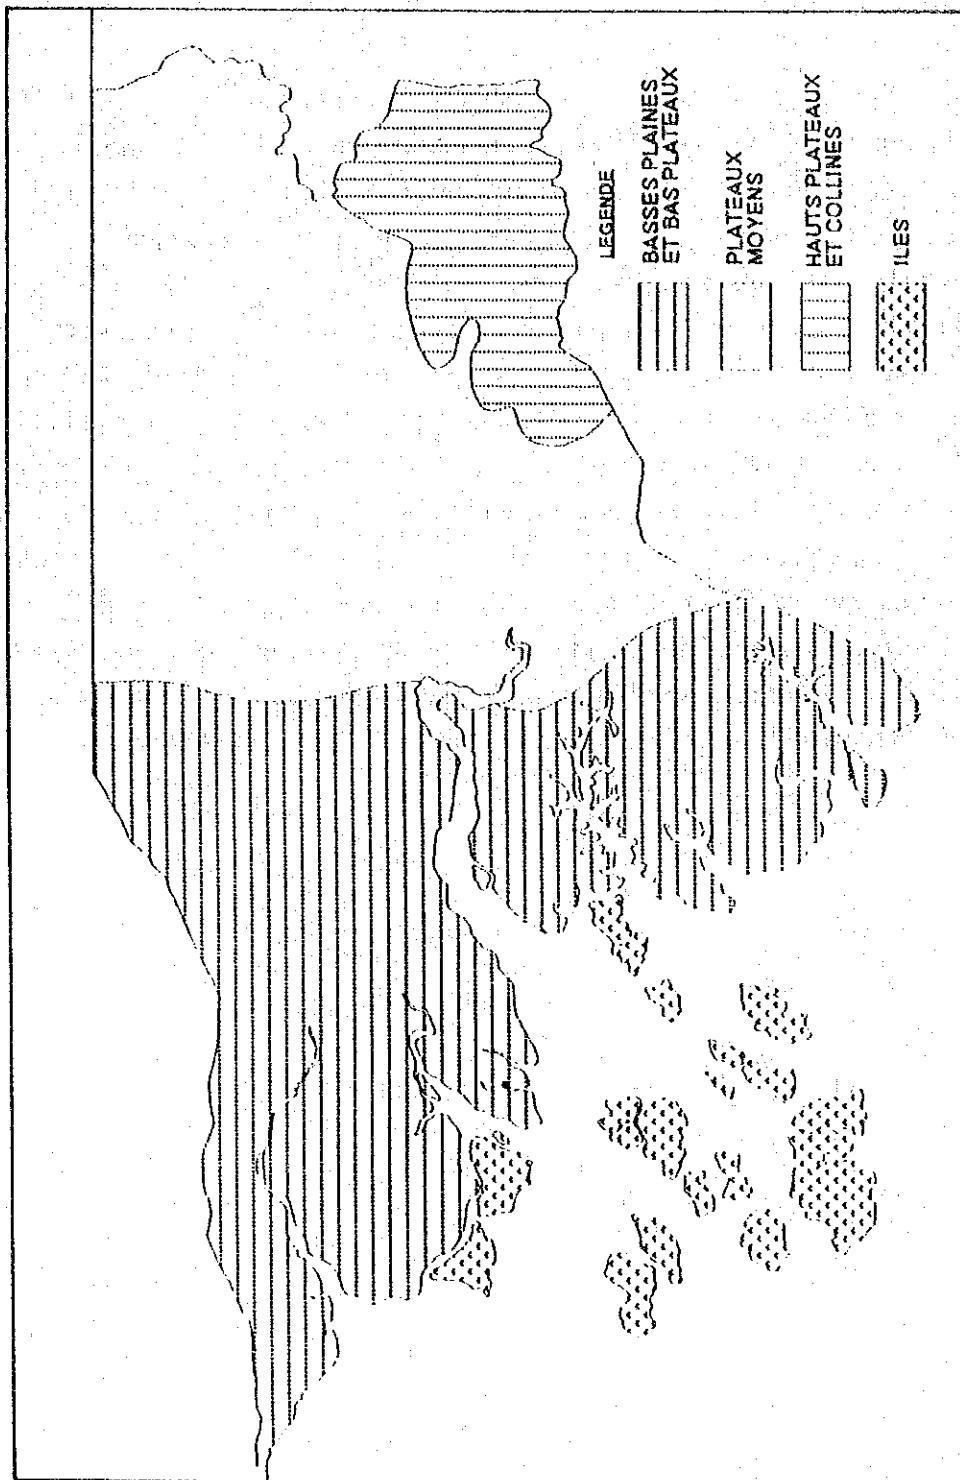 LEGENDE
BASSES PLAINES
ET BAS PLATEAUX
PLATEAUX
MOYENS
HAUTS PLATEAUX
ET COLLINES
ILES